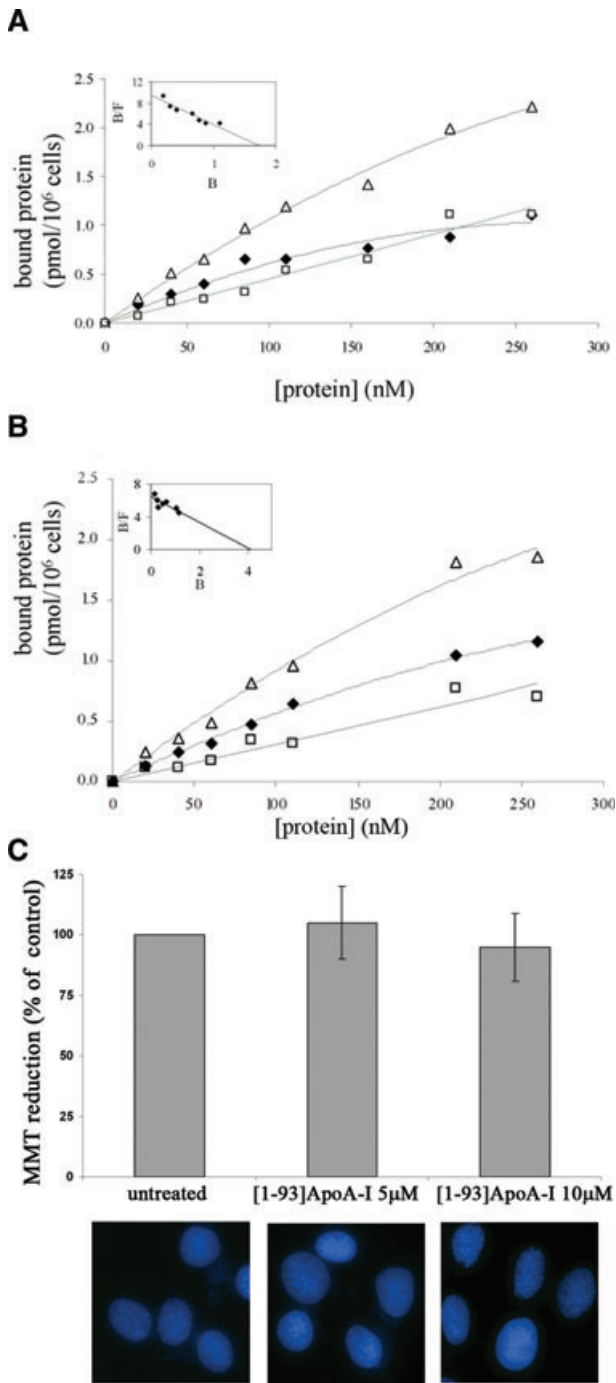 A
bound protein
(pmol/10⁶ cells)
2.5
2.0
1.5
1.0
0.5
0.0
0 50 100 150 200 250 300
[protein] (nM)
B/F
12
8
4
0
0 1 2
B
B
bound protein
(pmol/10⁶ cells)
2.5
2.0
1.5
1.0
0.5
0.0
0 50 100 150 200 250 300
[protein] (nM)
B/F
8
4
0
0 2 4
B
C
MMT reduction (% of control)
125
100
75
50
25
0
untreated [1-93]ApoA-I 5μM [1-93]ApoA-I 10μM